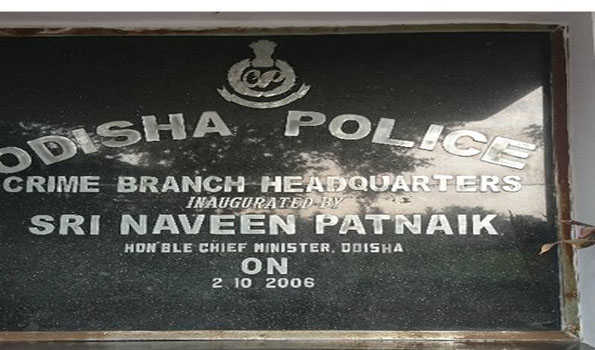 OP
ODISHA POLICE
CRIME BRANCH HEADQUARTERS
INAUGURATED BY
SRI NAVEEN PATNAIK
HON'BLE CHIEF MINISTER, ODISHA
ON
2 10 2006